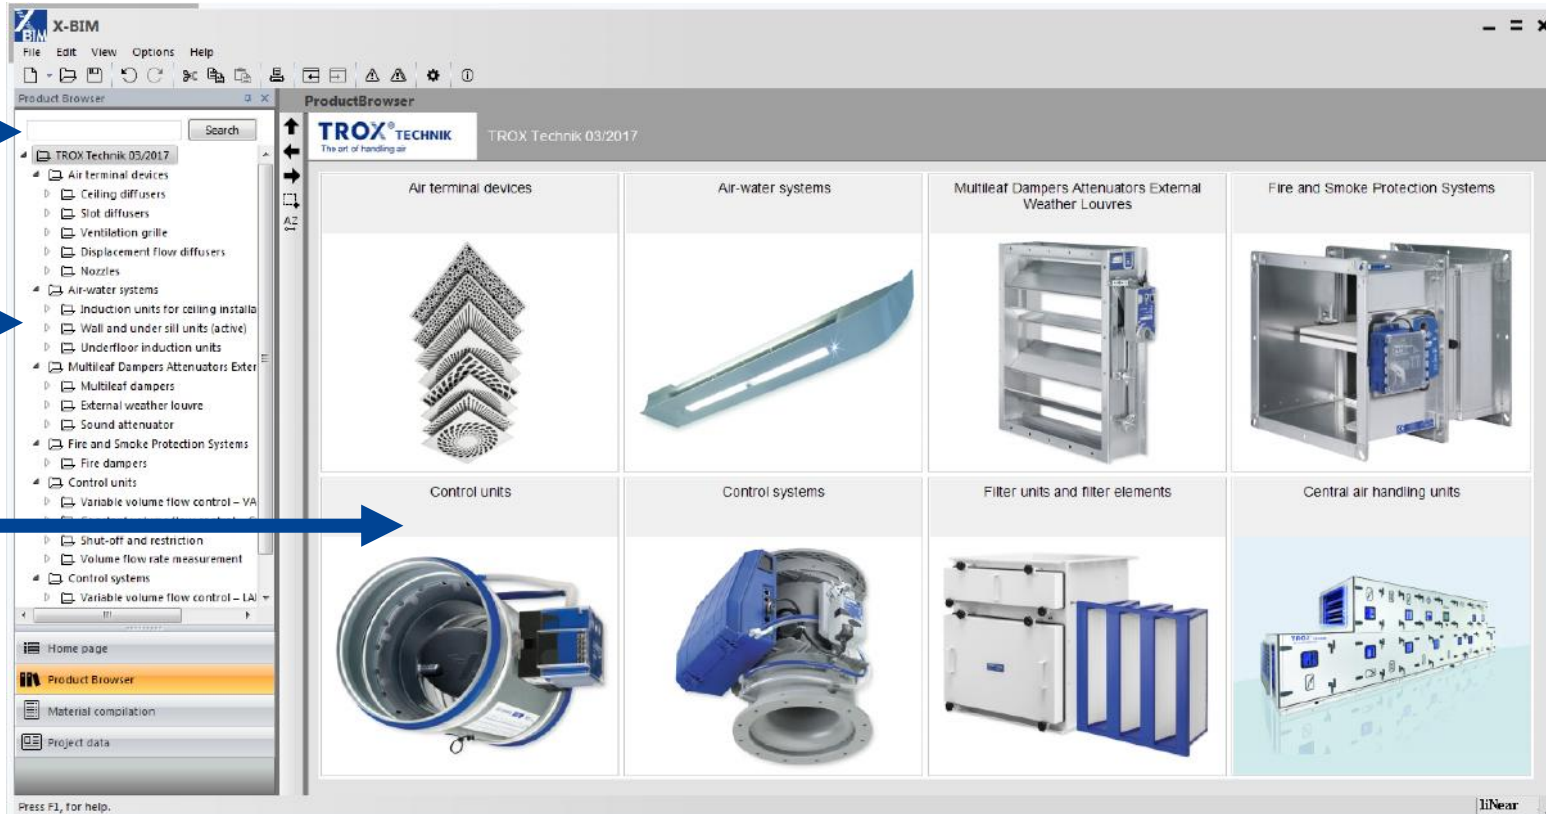 X-BIM
File Edit View Options Help
Product Browser
Search
TROX Technik 03/2017
Air terminal devices
Ceiling diffusers
Slot diffusers
Ventilation grille
Displacement flow diffusers
Nozzles
Air-water systems
Induction units for ceiling installa
Wall and under sill units (active)
Underfloor induction units
Multileaf Dampers Attenuators Exter
Multileaf dampers
External weather louvre
Sound attenuator
Fire and Smoke Protection Systems
Fire dampers
Control units
Variable volume flow control – VA
Shut-off and restriction
Volume flow rate measurement
Control systems
Variable volume flow control – LA
Home page
Product Browser
Material compilation
Project data
ProductBrowser
TROX® TECHNIK
The art of handling air
TROX Technik 03/2017
AZ
Air terminal devices
Air-water systems
Multileaf Dampers Attenuators External
Weather Louvres
Fire and Smoke Protection Systems
Control units
Control systems
Filter units and filter elements
Central air handling units
Press F1, for help.
liNear